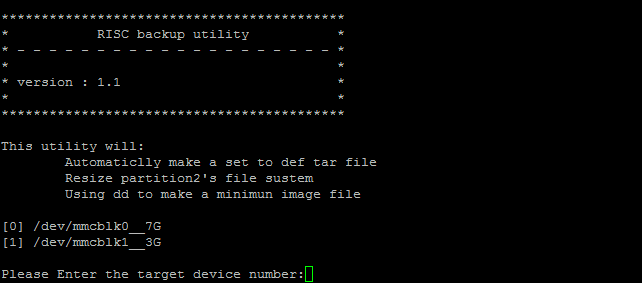 *******************************************
* RISC backup utility *
* - - - - - - - - - - - - - - - - - - - - *
* *
* version : 1.1 *
* *
*******************************************
This utility will:
Automaticlly make a set to def tar file
Resize partition2's file sustem
Using dd to make a minimun image file
[0] /dev/mmcblk0__7G
[1] /dev/mmcblk1__3G
Please Enter the target device number: